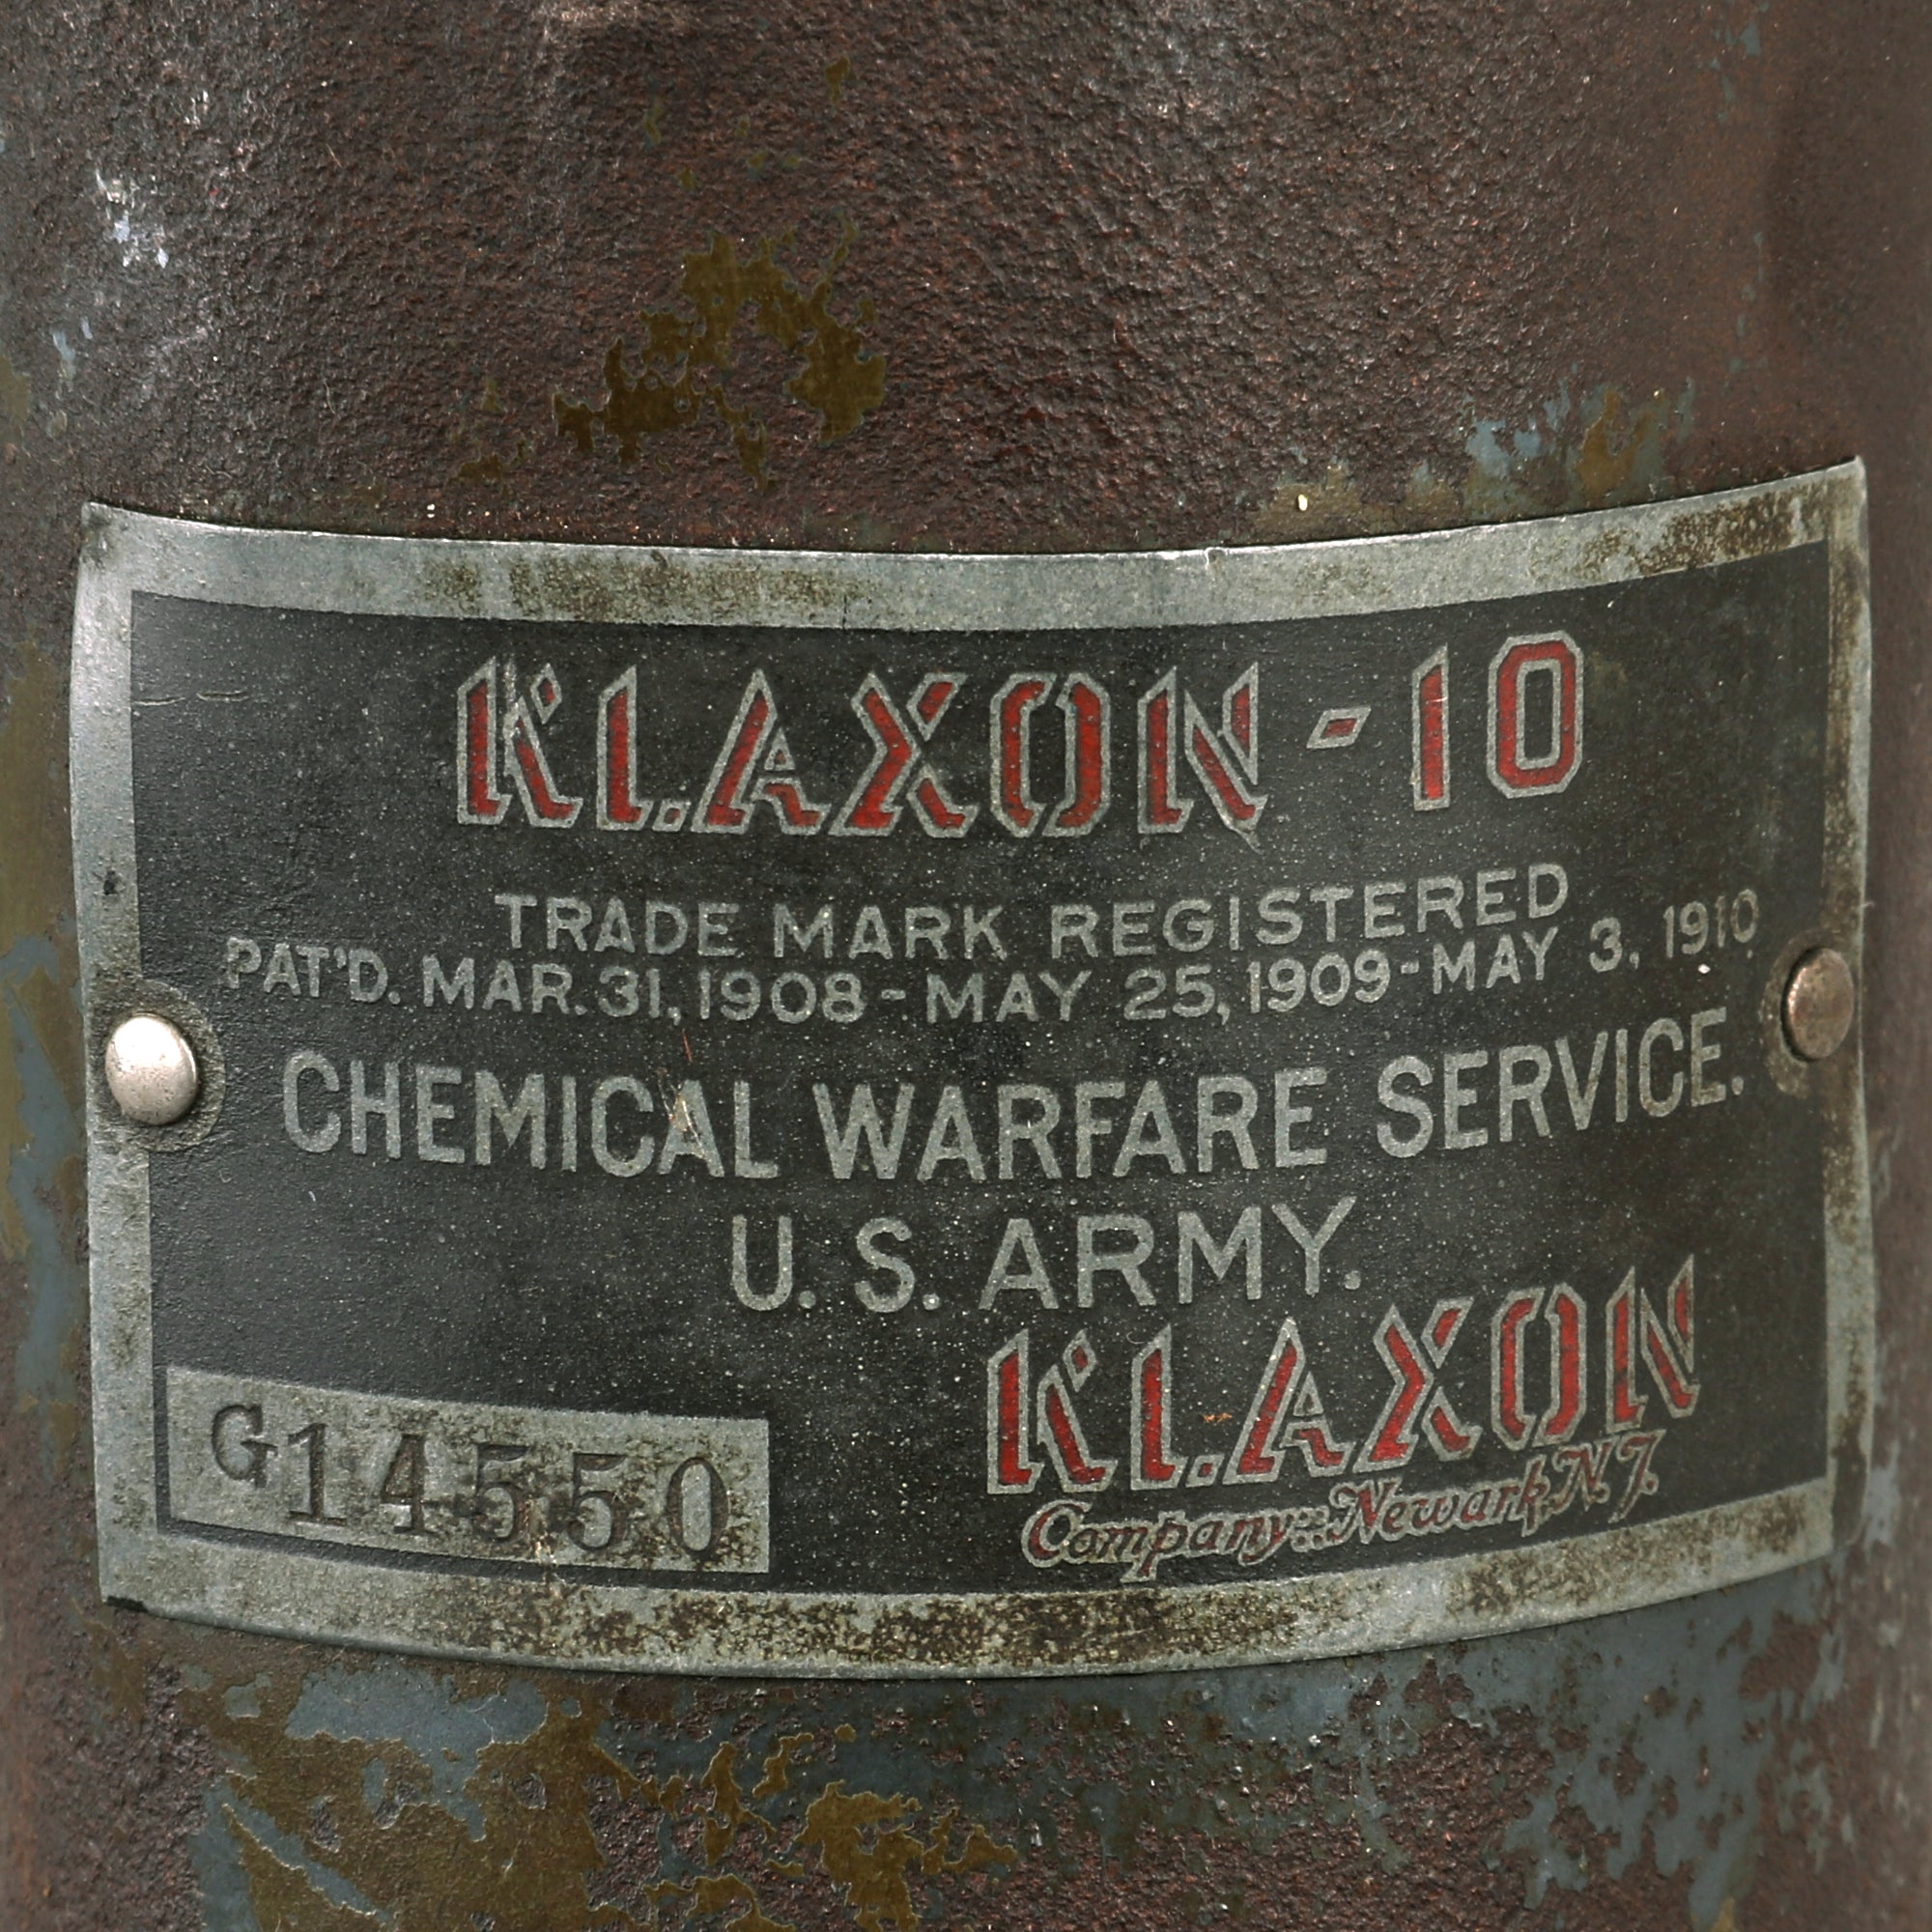 KLAXON-10
TRADE MARK REGISTERED
PAT'D. MAR. 31, 1908 - MAY 25, 1909 - MAY 3, 1910
CHEMICAL WARFARE SERVICE.
U. S. ARMY.
G14550
KLAXON
Company::Newark, N. J.